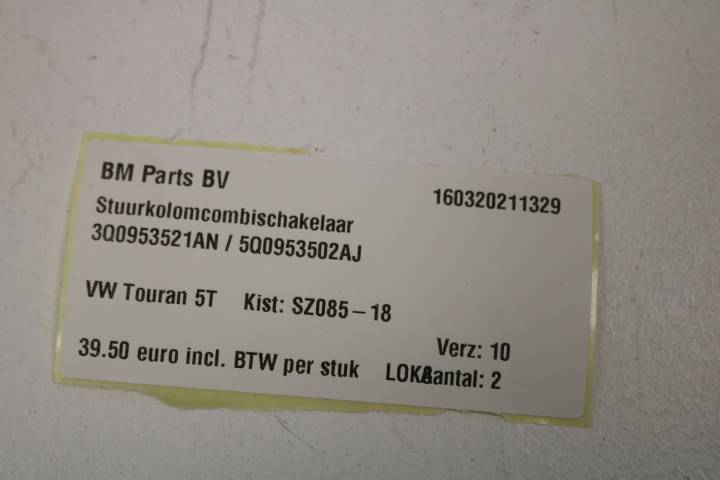 BM Parts BV
160320211329
Stuurkolomcombischakelaar
3Q0953521AN / 5Q0953502AJ
VW Touran 5T Kist: SZ085-18
Verz: 10
39.50 euro incl. BTW per stuk
Aantal: 2